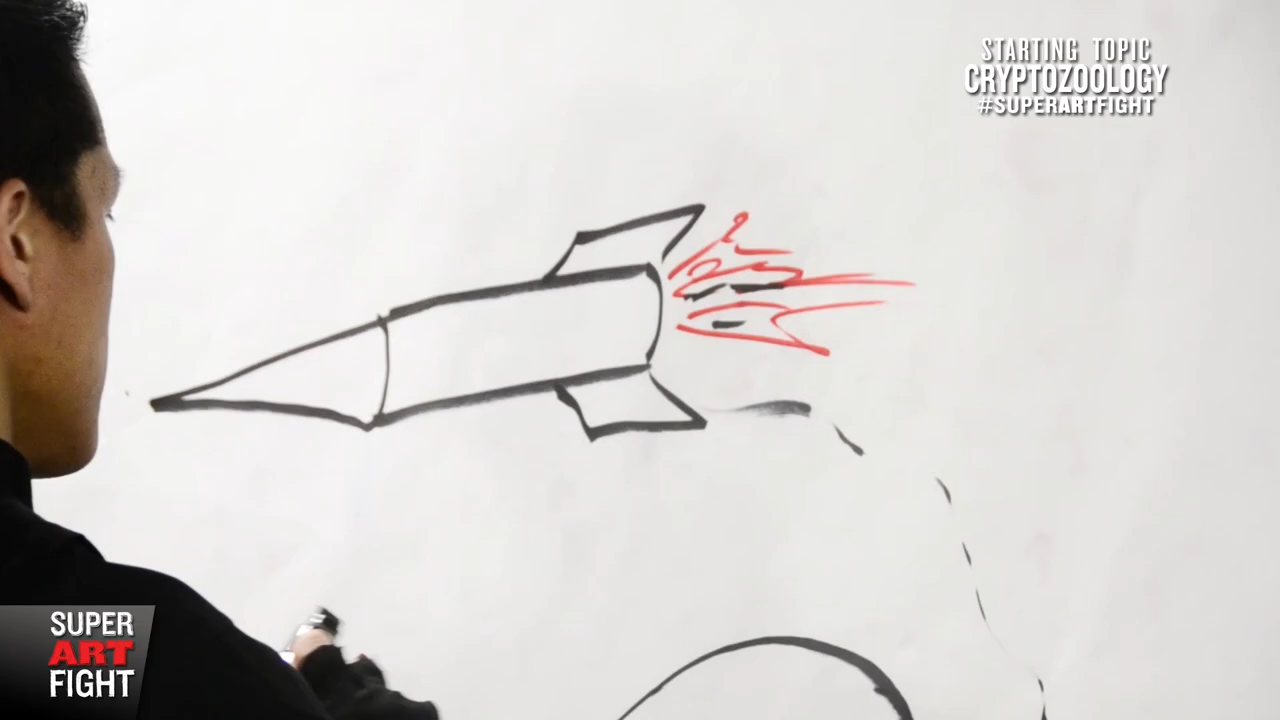 STARTING TOPIC
CRYPTOZOOLOGY
#SUPERARTFIGHT
SUPER
ART
FIGHT